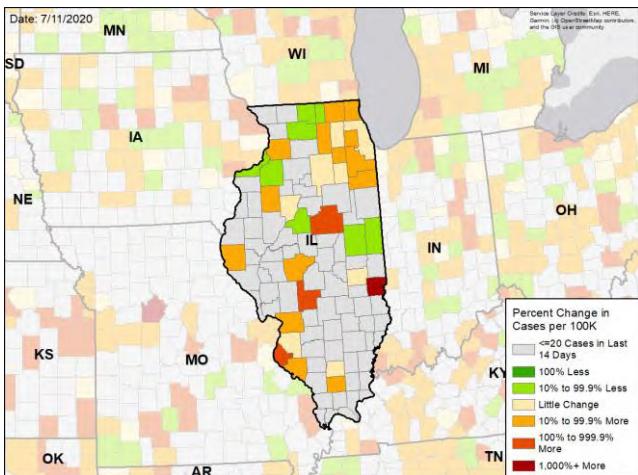 Date: 7/11/2020
Service Layer Credits: Esri, HERE,
Garmin, (c) OpenStreetMap contributors,
and the GIS user community
MN
SD
WI
MI
IA
NE
IL
IN
OH
KS
MO
KY
OK
AR
TN
Percent Change in
Cases per 100K
<=20 Cases in Last
14 Days
100% Less
10% to 99.9% Less
Little Change
10% to 99.9% More
100% to 999.9%
More
1,000%+ More